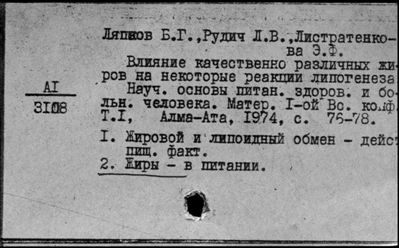 Ляпков Б.Г.,Рудич Л.В.,Листратенко-
ва Э.Ф.
Влияние качественно различных жи-
ров на некоторые реакции липогенеза
АI
3108
Науч. основы питан. здоров. и бо-
льн. человека. Матер. I-ой Вс. конф.
Т.I, Алма-Ата, 1974, с. 76-78.
1. Жировой и липоидный обмен - дейст
пищ. факт.
2. Жиры - в питании.